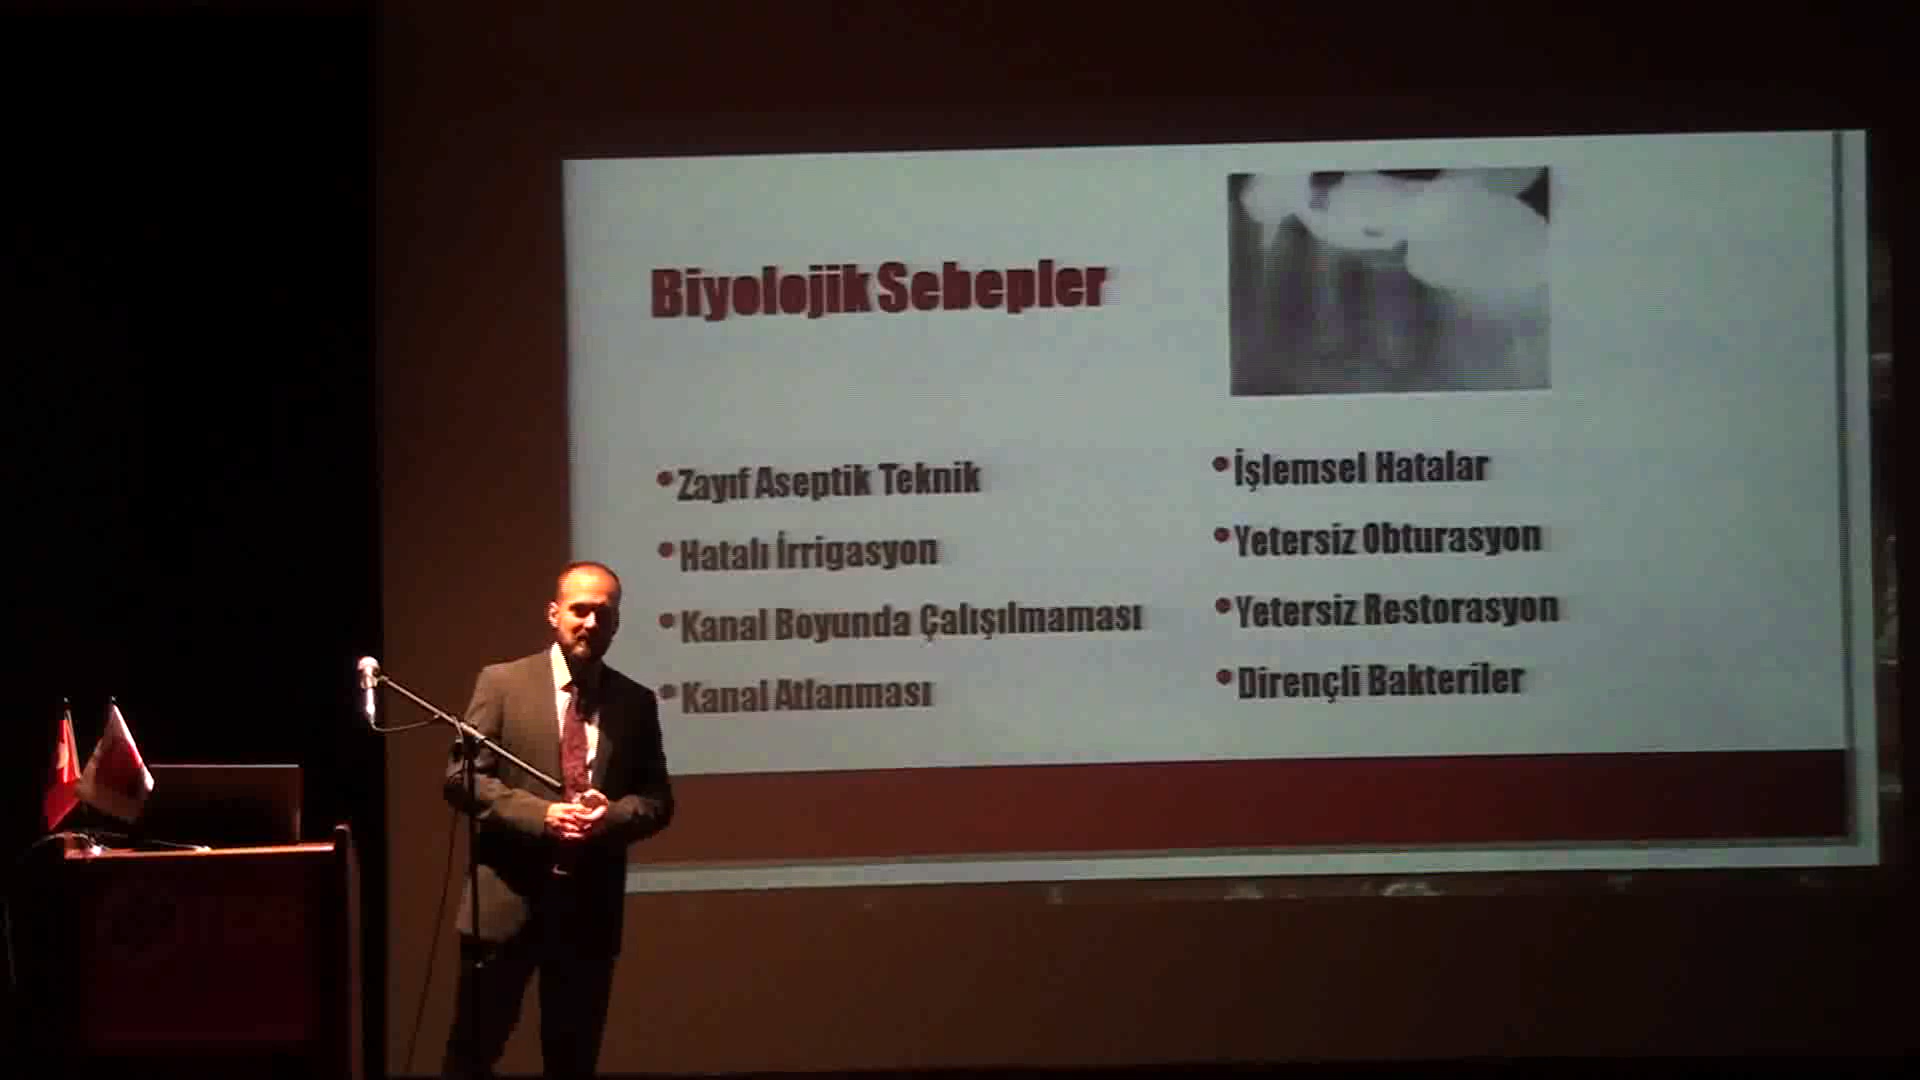 Biyolojik Sebepler
•Zayıf Aseptik Teknik
•Hatalı İrrigasyon
•Kanal Boyunda Çalışılmaması
•Kanal Atlanması
•İşlemsel Hatalar
•Yetersiz Obturasyon
•Yetersiz Restorasyon
•Dirençli Bakteriler